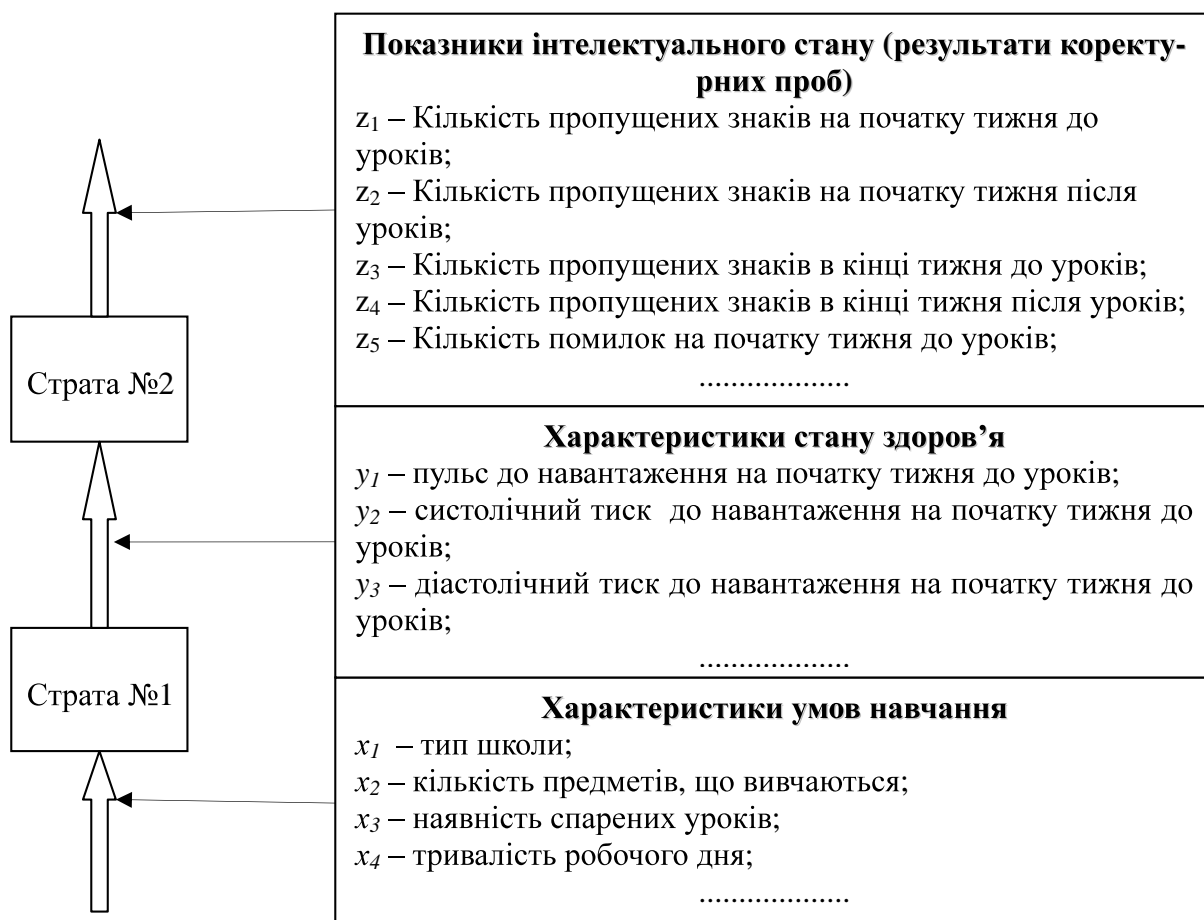 Показники інтелектуального стану (результати коректу-
рних проб)
z1 – Кількість пропущених знаків на початку тижня до
уроків;
z2 – Кількість пропущених знаків на початку тижня після
уроків;
z3 – Кількість пропущених знаків в кінці тижня до уроків;
z4 – Кількість пропущених знаків в кінці тижня після уроків;
z5 – Кількість помилок на початку тижня до уроків;
...................
Страта №2
Характеристики стану здоров’я
y1 – пульс до навантаження на початку тижня до уроків;
y2 – систолічний тиск до навантаження на початку тижня до
уроків;
y3 – діастолічний тиск до навантаження на початку тижня до
уроків;
...................
Страта №1
Характеристики умов навчання
x1 – тип школи;
x2 – кількість предметів, що вивчаються;
x3 – наявність спарених уроків;
x4 – тривалість робочого дня;
...................